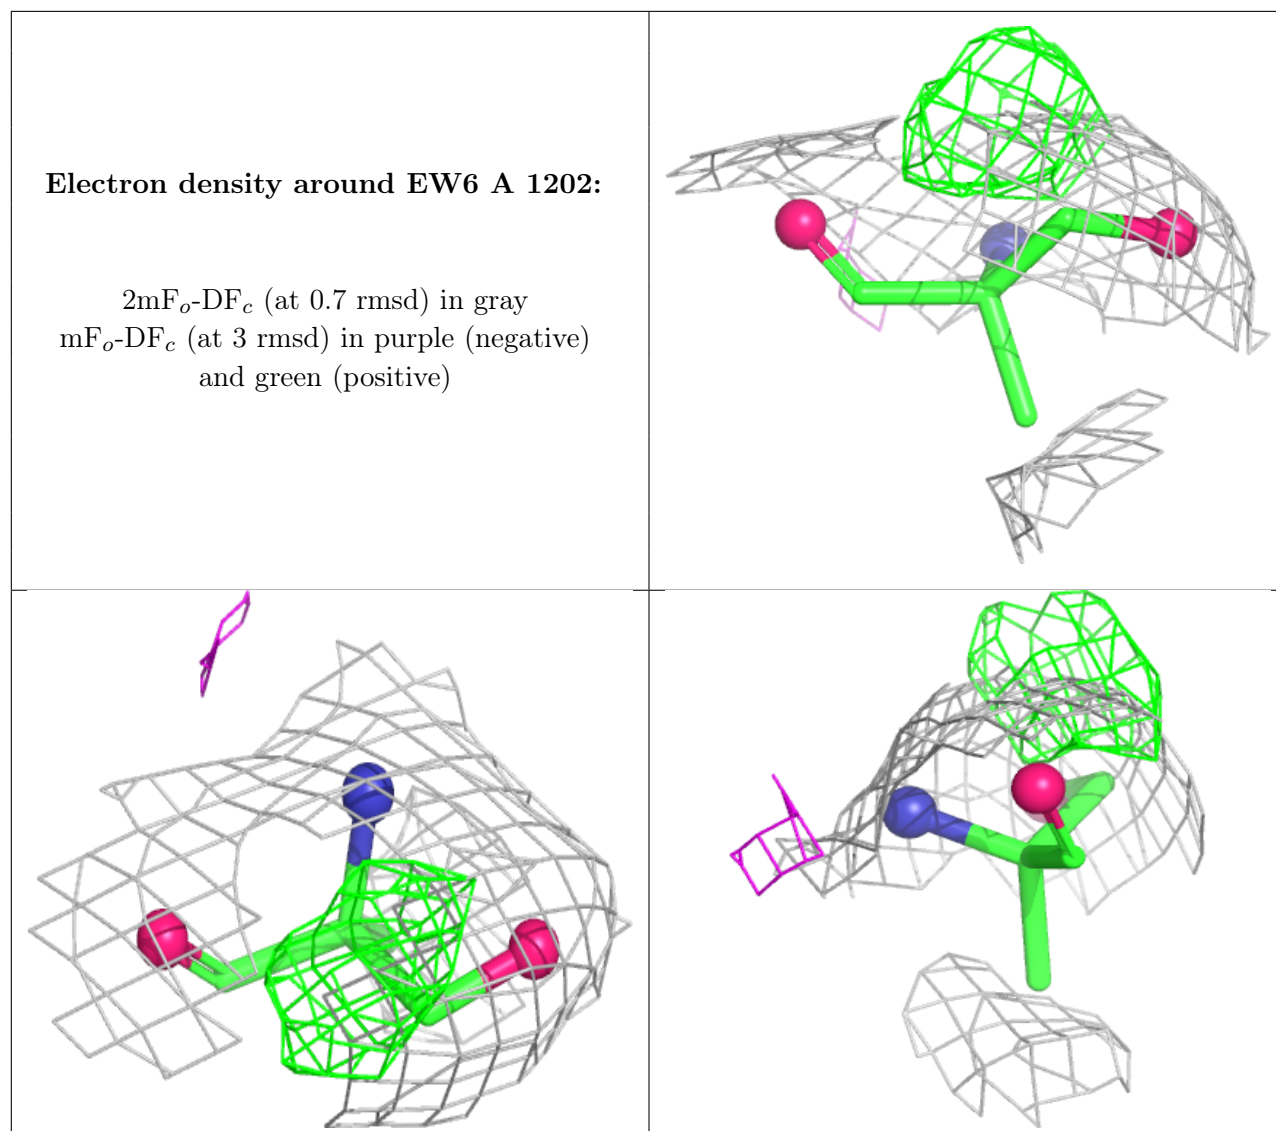 Electron density around EW6 A 1202:
2mFo-DFc (at 0.7 rmsd) in gray
mFo-DFc (at 3 rmsd) in purple (negative)
and green (positive)